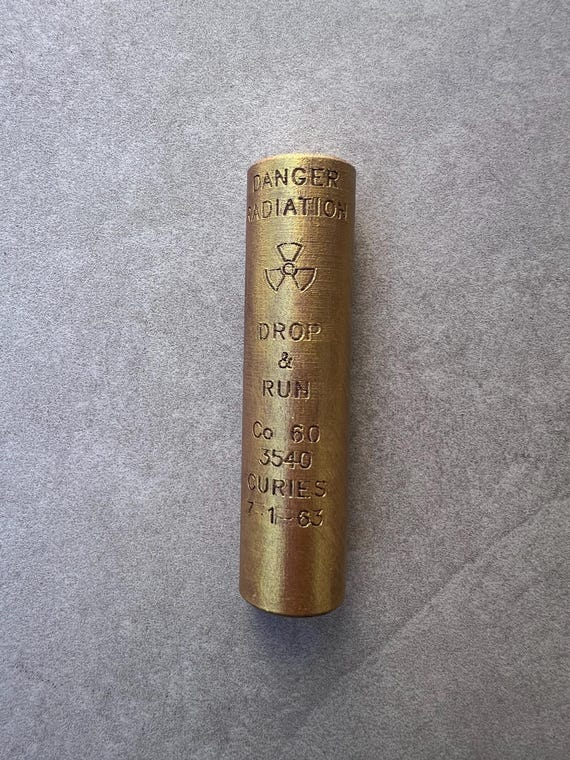 DANGER
RADIATION
DROP
&
RUN
Co 60
3540
CURIES
7-1-63